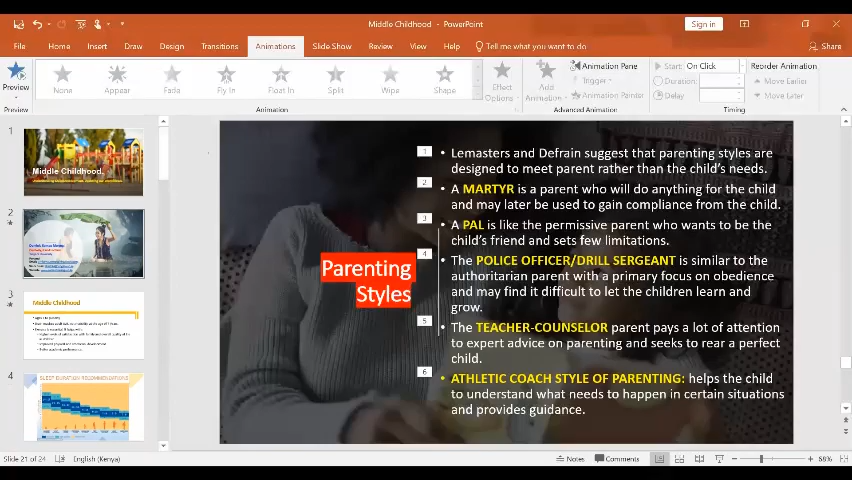 Middle Childhood - PowerPoint
Sign in
File Home Insert Draw Design Transitions Animations Slide Show Review View Help Tell me what you want to do Share
Preview None Appear Fade Fly In Float In Split Wipe Shape Effect Options Add Animation Animation Pane Trigger Animation Painter Start: On Click Duration: Delay Reorder Animation Move Earlier Move Later
Preview Animation Advanced Animation Timing
1
Middle Childhood.
2
3
Middle Childhood
4
SLEEP DURATION RECOMMENDATIONS
Parenting
Styles
1
• Lemasters and Defrain suggest that parenting styles are
designed to meet parent rather than the child's needs.
2
• A MARTYR is a parent who will do anything for the child
and may later be used to gain compliance from the child.
3
• A PAL is like the permissive parent who wants to be the
child's friend and sets few limitations.
4
• The POLICE OFFICER/DRILL SERGEANT is similar to the
authoritarian parent with a primary focus on obedience
and may find it difficult to let the children learn and
grow.
5
• The TEACHER-COUNSELOR parent pays a lot of attention
to expert advice on parenting and seeks to rear a perfect
child.
6
• ATHLETIC COACH STYLE OF PARENTING: helps the child
to understand what needs to happen in certain situations
and provides guidance.
Slide 21 of 24 English (Kenya) Notes Comments 68%